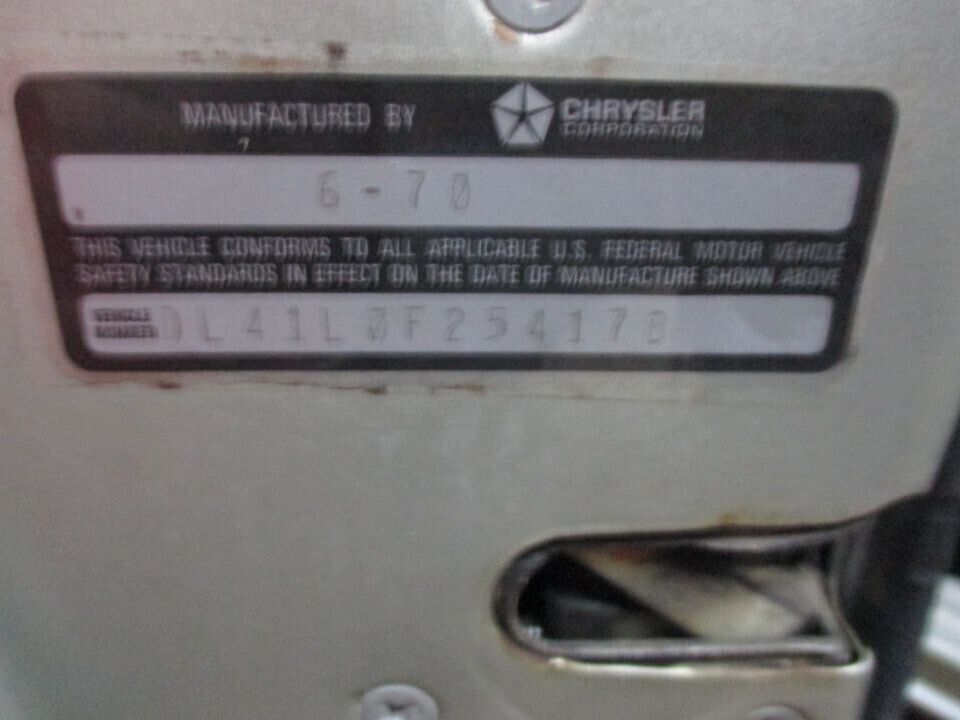 MANUFACTURED BY CHRYSLER
CORPORATION
6-70
THIS VEHICLE CONFORMS TO ALL APPLICABLE U.S. FEDERAL MOTOR VEHICLE
SAFETY STANDARDS IN EFFECT ON THE DATE OF MANUFACTURE SHOWN ABOVE
VEHICLE
NUMBER DL41L0F254178